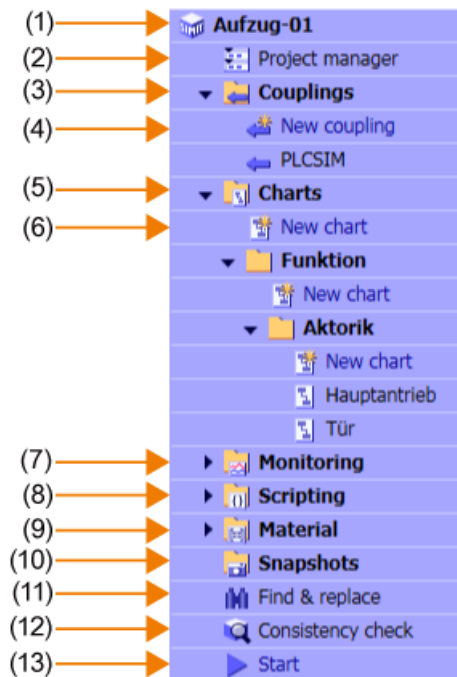 (1) Aufzug-01
(2) Project manager
(3) Couplings
(4) New coupling
PLCSIM
(5) Charts
(6) New chart
Funktion
New chart
Aktorik
New chart
Hauptantrieb
Tür
(7) Monitoring
(8) Scripting
(9) Material
(10) Snapshots
(11) Find & replace
(12) Consistency check
(13) Start